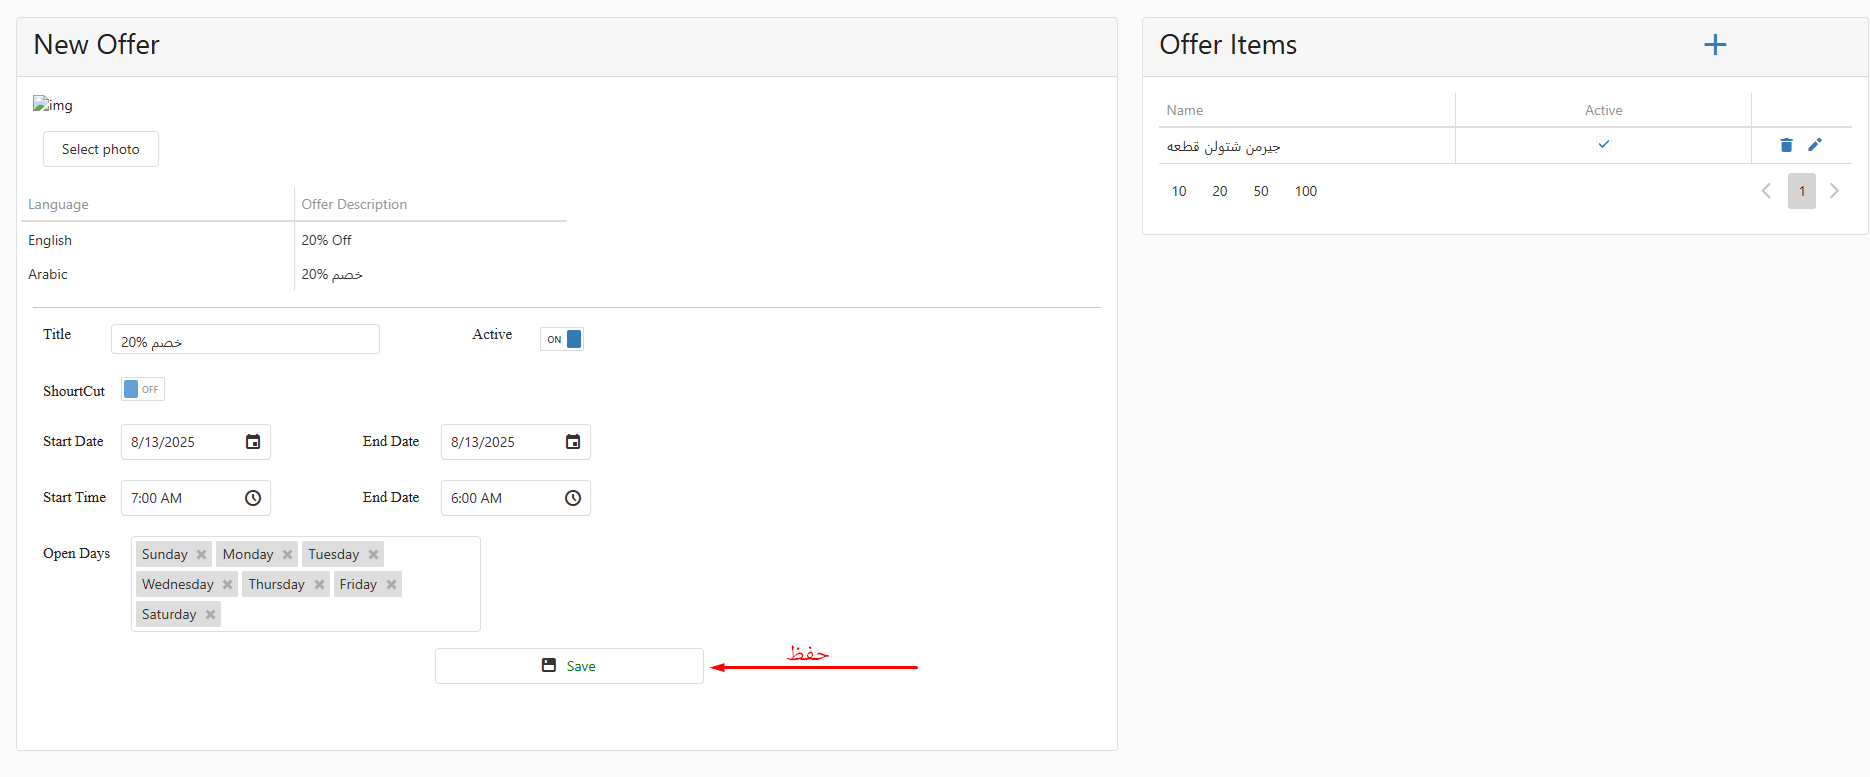 New Offer
img
Select photo
Language Offer Description
English 20% Off
Arabic 20% خصم
Title 20% خصم Active ON
ShourtCut OFF
Start Date 8/13/2025 End Date 8/13/2025
Start Time 7:00 AM End Date 6:00 AM
Open Days Sunday Monday Tuesday
Wednesday Thursday Friday
Saturday
Save حفظ
Offer Items
Name Active
جيرمن شتولن قطعه
10 20 50 100 1